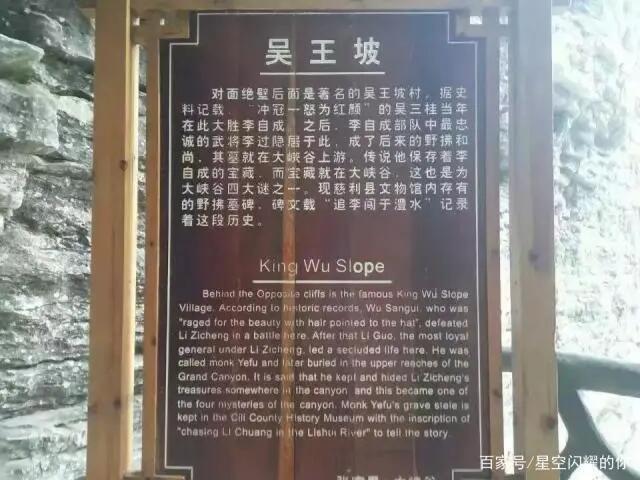 吴王坡
对面绝壁后面是著名的吴王坡村。据史
料记载，“冲冠一怒为红颜”的吴三桂当年
在此大胜李自成。之后，李自成部队中最忠
诚的武将李过隐居于此，成了后来的野拂和
尚，其墓就在大峡谷上游。传说他保存着李
自成的宝藏，而宝藏就在大峡谷，这也是为
大峡谷四大谜之一。现慈利县文物馆内存有
的野拂墓碑，碑文载“追李闯于澧水”记录
着这段历史。
King Wu Slope
Behind the Opposite cliffs is the famous King Wu Slope
Village. According to historic records, Wu Sangui, who was
"raged for the beauty with hair pointed to the hat", defeated
Li Zicheng in a battle here. After that Li Guo, the most loyal
general under Li Zicheng, led a secluded life here. He was
called monk Yefu and later buried in the upper reaches of the
Grand Canyon. It is said that he kept and hided Li Zicheng's
treasures somewhere in the canyon and this became one of
the four mysteries of the canyon. Monk Yefu's grave stele is
kept in the Cili County History Museum with the inscription of
"chasing Li Chuang in the Lishui River" to tell the story.
百家号/星空闪耀的你